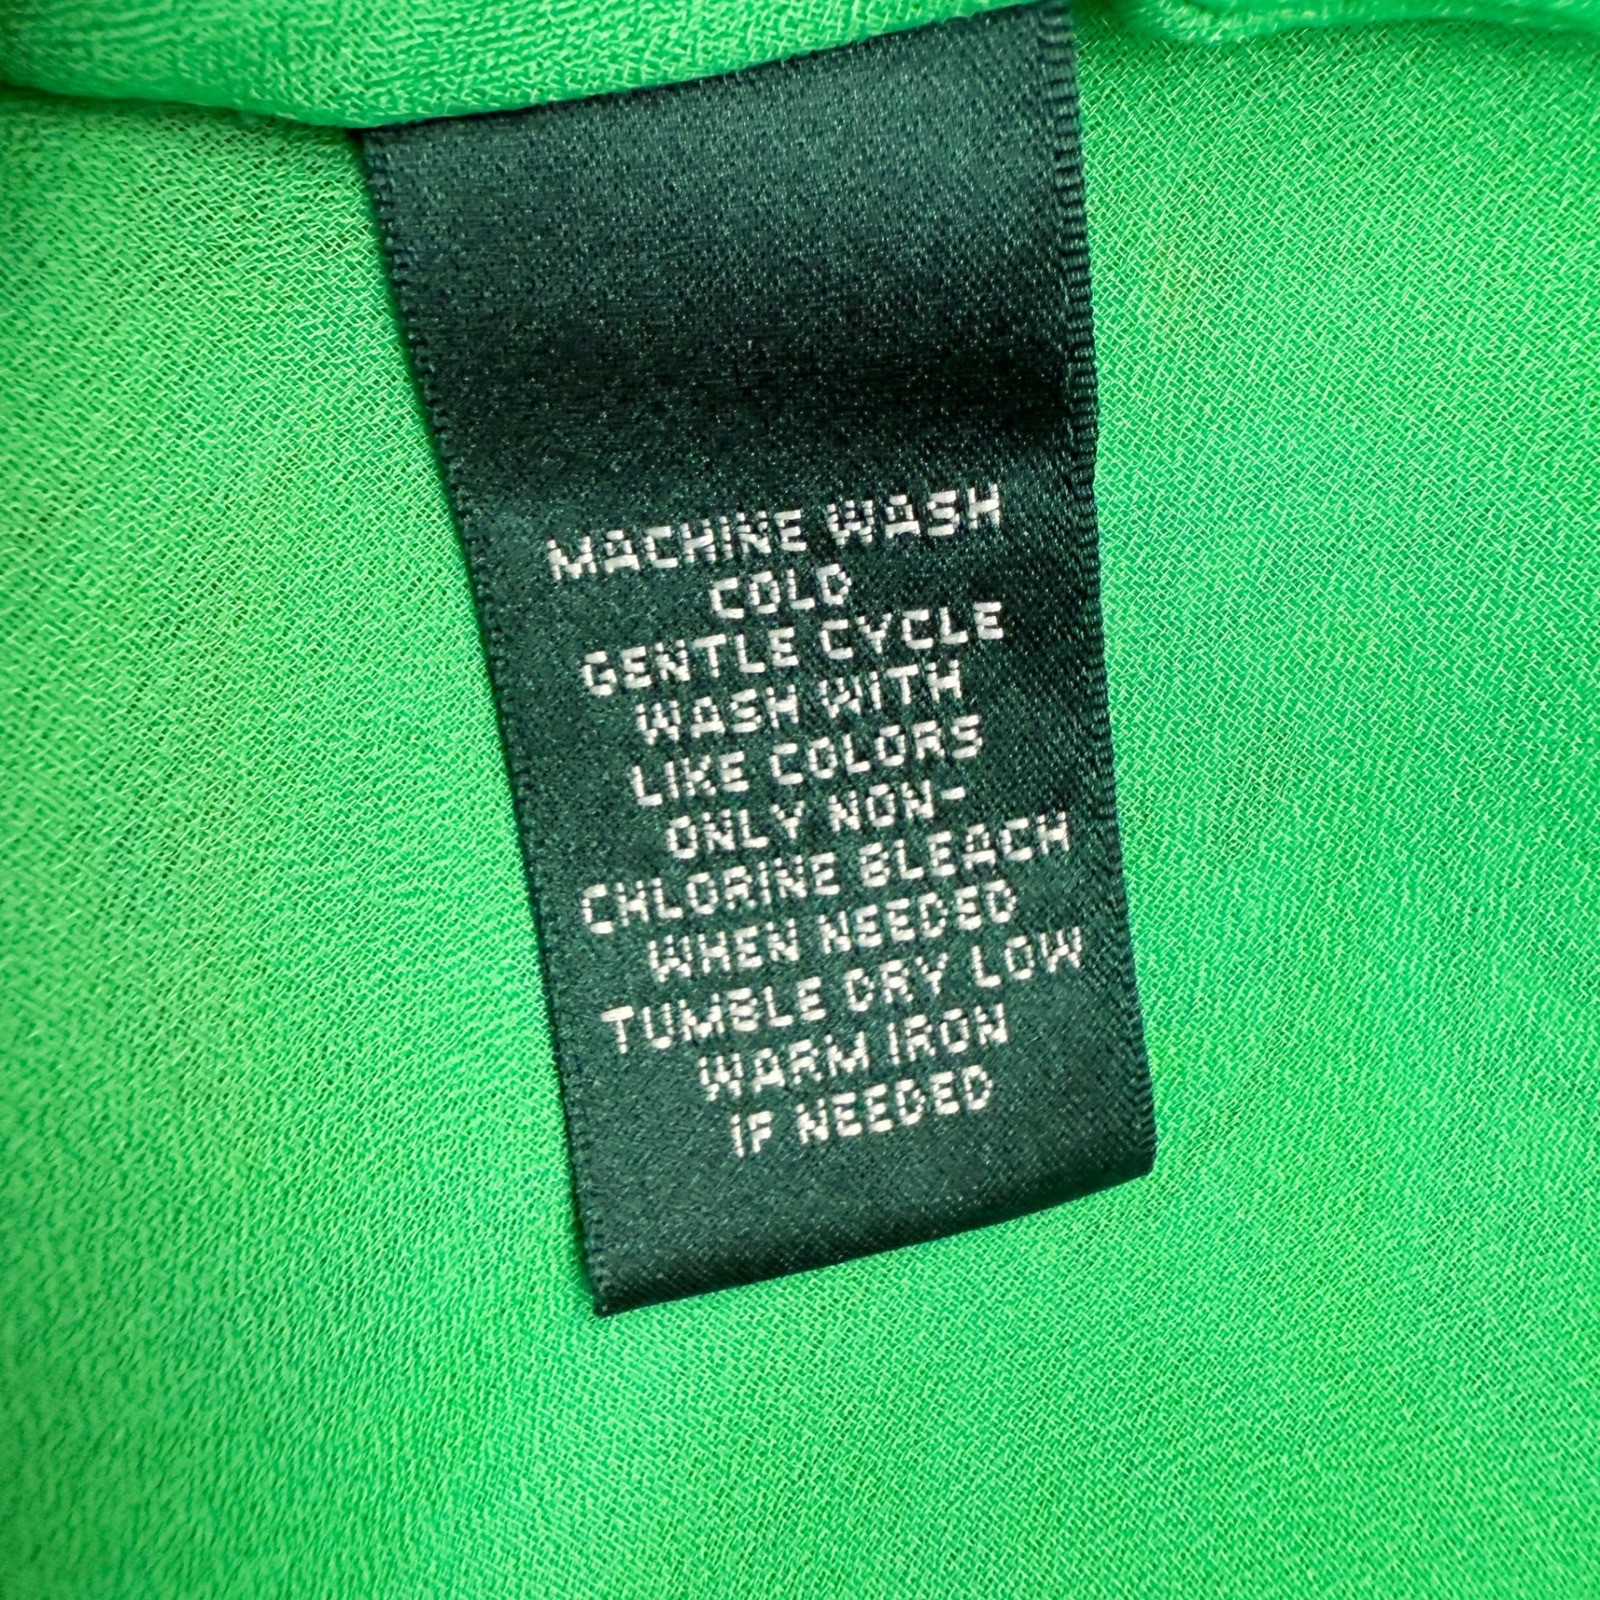 MACHINE WASH
COLD
GENTLE CYCLE
WASH WITH
LIKE COLORS
ONLY NON-
CHLORINE BLEACH
WHEN NEEDED
TUMBLE DRY LOW
WARM IRON
IF NEEDED